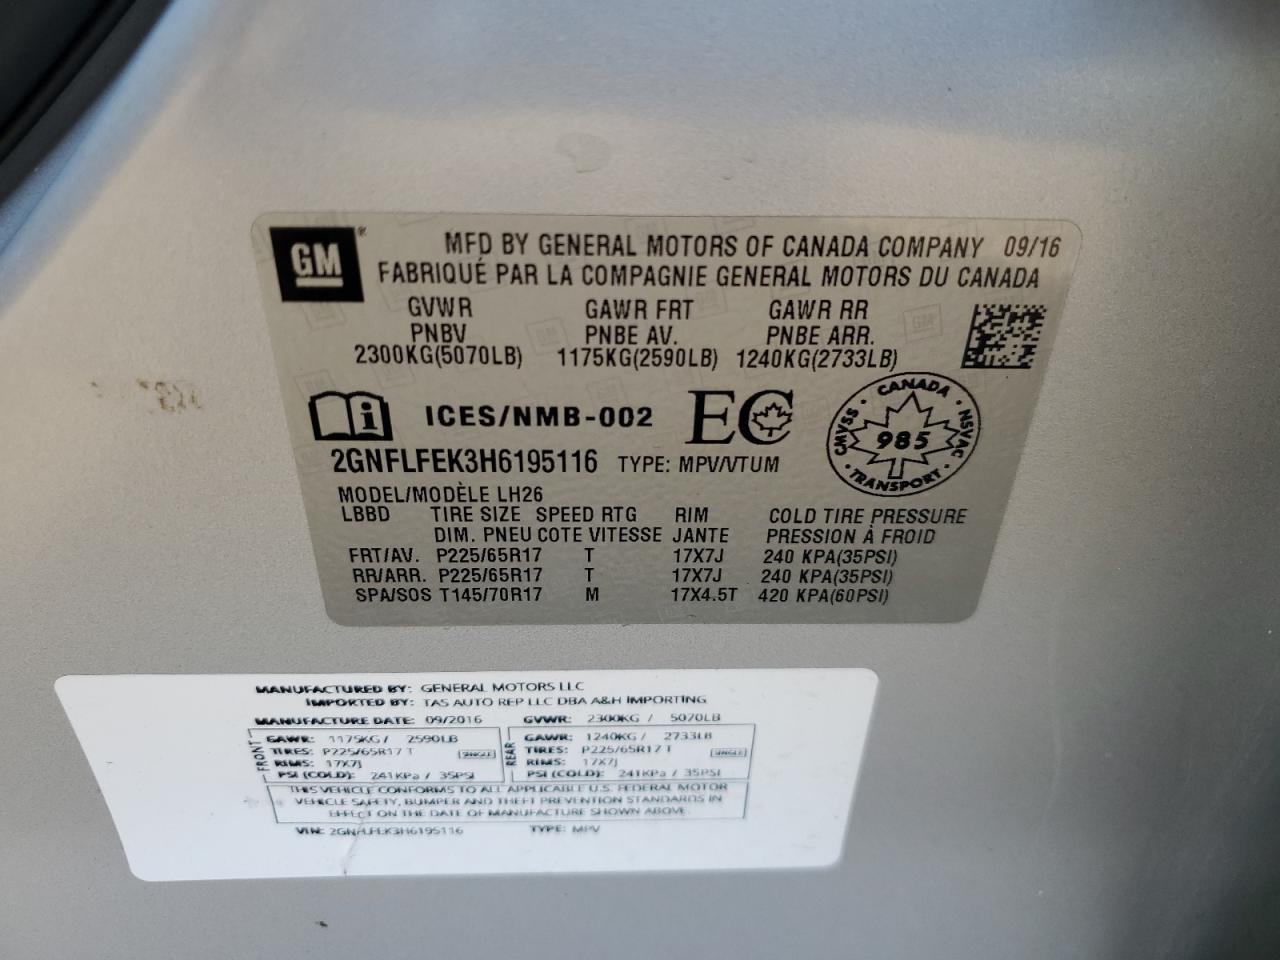 GM®
MFD BY GENERAL MOTORS OF CANADA COMPANY 09/16
FABRIQUÉ PAR LA COMPAGNIE GENERAL MOTORS DU CANADA
GVWR GAWR FRT GAWR RR
PNBV PNBE AV. PNBE ARR.
2300KG(5070LB) 1175KG(2590LB) 1240KG(2733LB)
GM
i ICES/NMB-002 EC
CANADA
CMVSS 985 NSVAC
TRANSPORT
2GNFLFEK3H6195116 TYPE: MPV/VTUM
MODEL/MODÈLE LH26
LBBD TIRE SIZE SPEED RTG RIM COLD TIRE PRESSURE
DIM. PNEU COTE VITESSE JANTE PRESSION À FROID
FRT/AV. P225/65R17 T 17X7J 240 KPA(35PSI)
RR/ARR. P225/65R17 T 17X7J 240 KPA(35PSI)
SPA/SOS T145/70R17 M 17X4.5T 420 KPA(60PSI)
MANUFACTURED BY: GENERAL MOTORS LLC
IMPORTED BY: TAS AUTO REP LLC DBA A&H IMPORTING
MANUFACTURE DATE: 09/2016 GVWR: 2300KG / 5070LB
FRONT
GAWR: 1175KG / 2590LB
TIRES: P225/65R17 T SINGLE
RIMS: 17X7J
PSI (COLD): 241KPa / 35PSI
REAR
GAWR: 1240KG / 2733LB
TIRES: P225/65R17 T SINGLE
RIMS: 17X7J
PSI (COLD): 241KPa / 35PSI
THIS VEHICLE CONFORMS TO ALL APPLICABLE U.S. FEDERAL MOTOR
VEHICLE SAFETY, BUMPER AND THEFT PREVENTION STANDARDS IN
EFFECT ON THE DATE OF MANUFACTURE SHOWN ABOVE.
VIN: 2GNFLFEK3H6195116 TYPE: MPV